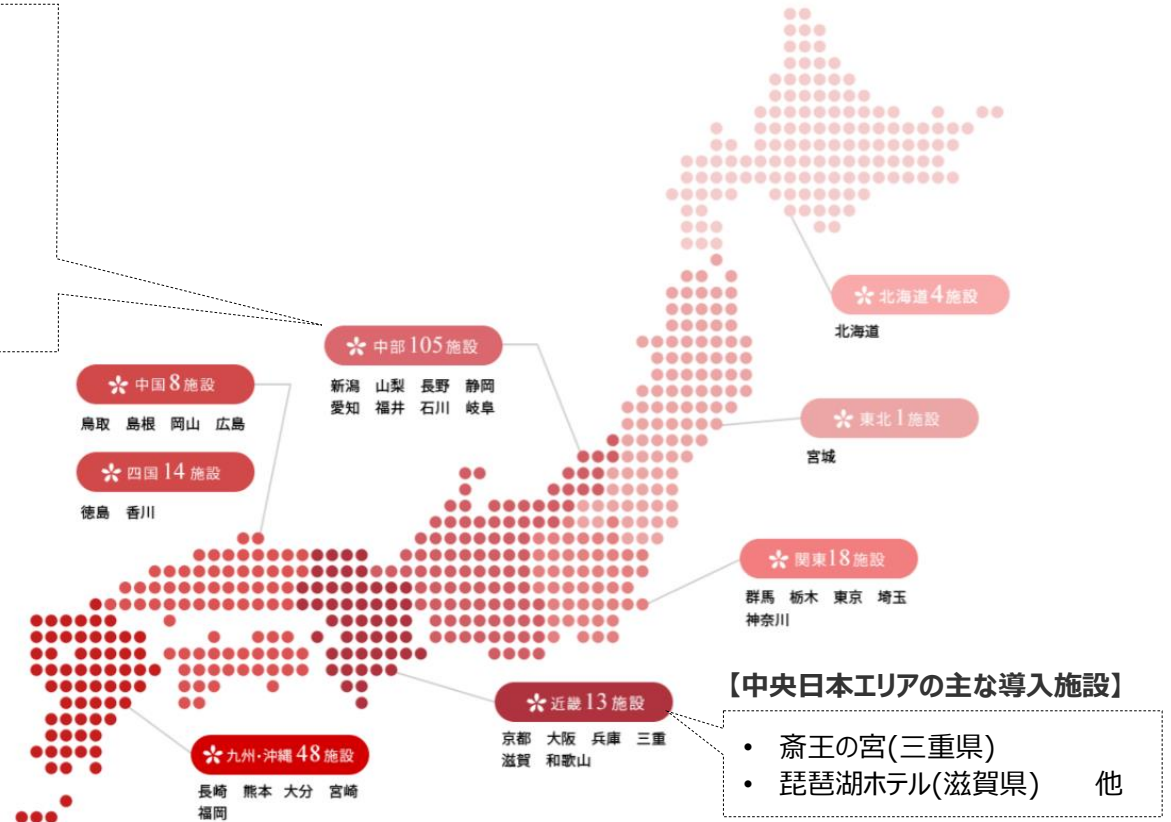 北海道4施設
北海道
中部105施設
新潟 山梨 長野 静岡
愛知 福井 石川 岐阜
中国8施設
鳥取 島根 岡山 広島
東北1施設
宮城
四国14施設
徳島 香川
関東18施設
群馬 栃木 東京 埼玉
神奈川
【中央日本エリアの主な導入施設】
近畿13施設
京都 大阪 兵庫 三重
滋賀 和歌山
• 斎王の宮(三重県)
• 琵琶湖ホテル(滋賀県) 他
九州・沖縄48施設
長崎 熊本 大分 宮崎
福岡